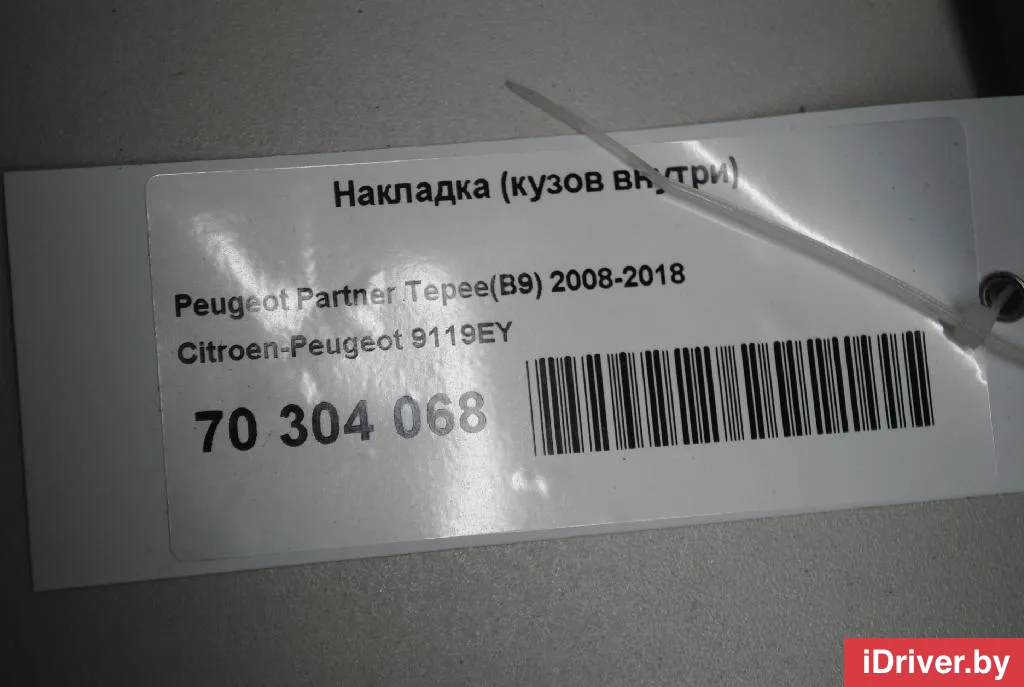 Накладка (кузов внутри)
Peugeot Partner Tepee(B9) 2008-2018
Citroen-Peugeot 9119EY
70 304 068
iDriver.by